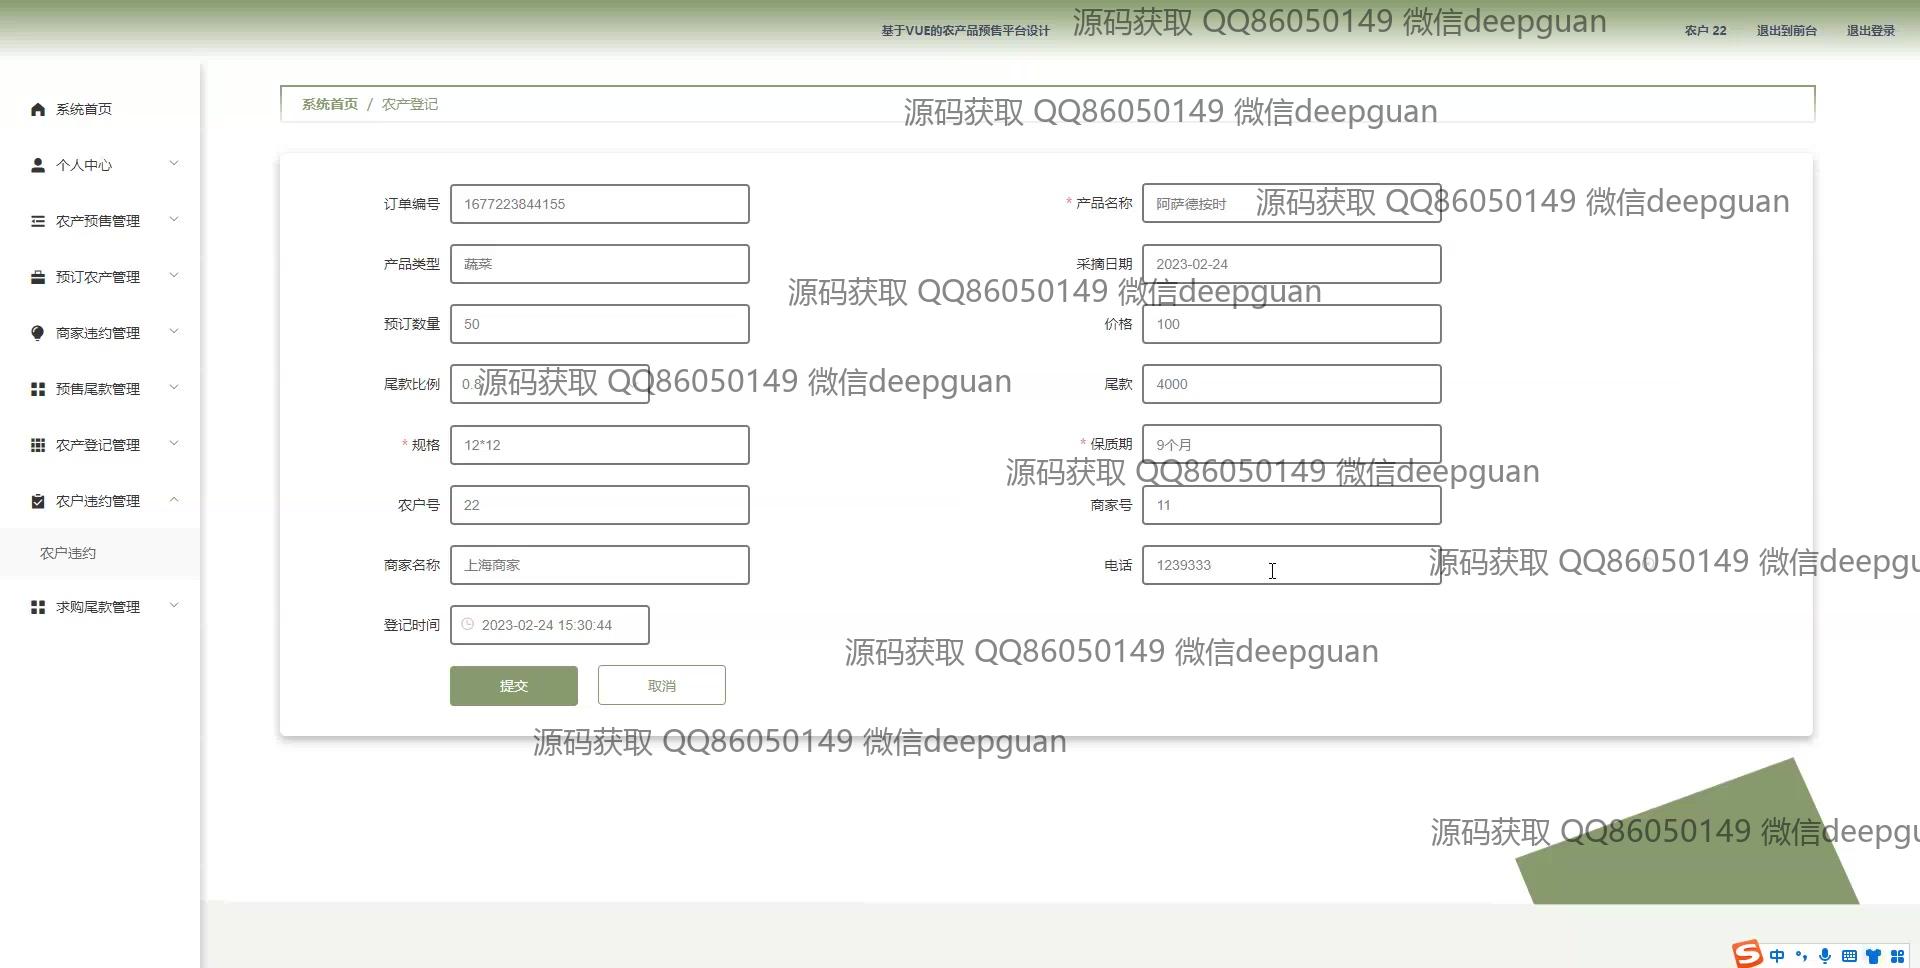 基于VUE的农产品预售平台设计
源码获取 QQ86050149 微信deepguan
农户 22
退出到前台
退出登录
系统首页
个人中心
农产预售管理
预订农产管理
商家违约管理
预售尾款管理
农产登记管理
农户违约管理
农户违约
求购尾款管理
系统首页 / 农产登记
源码获取 QQ86050149 微信deepguan
订单编号 1677223844155
* 产品名称 阿萨德按时
源码获取 QQ86050149 微信deepguan
产品类型 蔬菜
采摘日期 2023-02-24
源码获取 QQ86050149 微信deepguan
预订数量 50
价格 100
尾款比例 0.8
源码获取 QQ86050149 微信deepguan
尾款 4000
* 规格 12*12
* 保质期 9个月
源码获取 QQ86050149 微信deepguan
农户号 22
商家号 11
商家名称 上海商家
电话 1239333
源码获取 QQ86050149 微信deepgu
登记时间 2023-02-24 15:30:44
源码获取 QQ86050149 微信deepguan
提交
取消
源码获取 QQ86050149 微信deepguan
源码获取 QQ86050149 微信deepgu
中